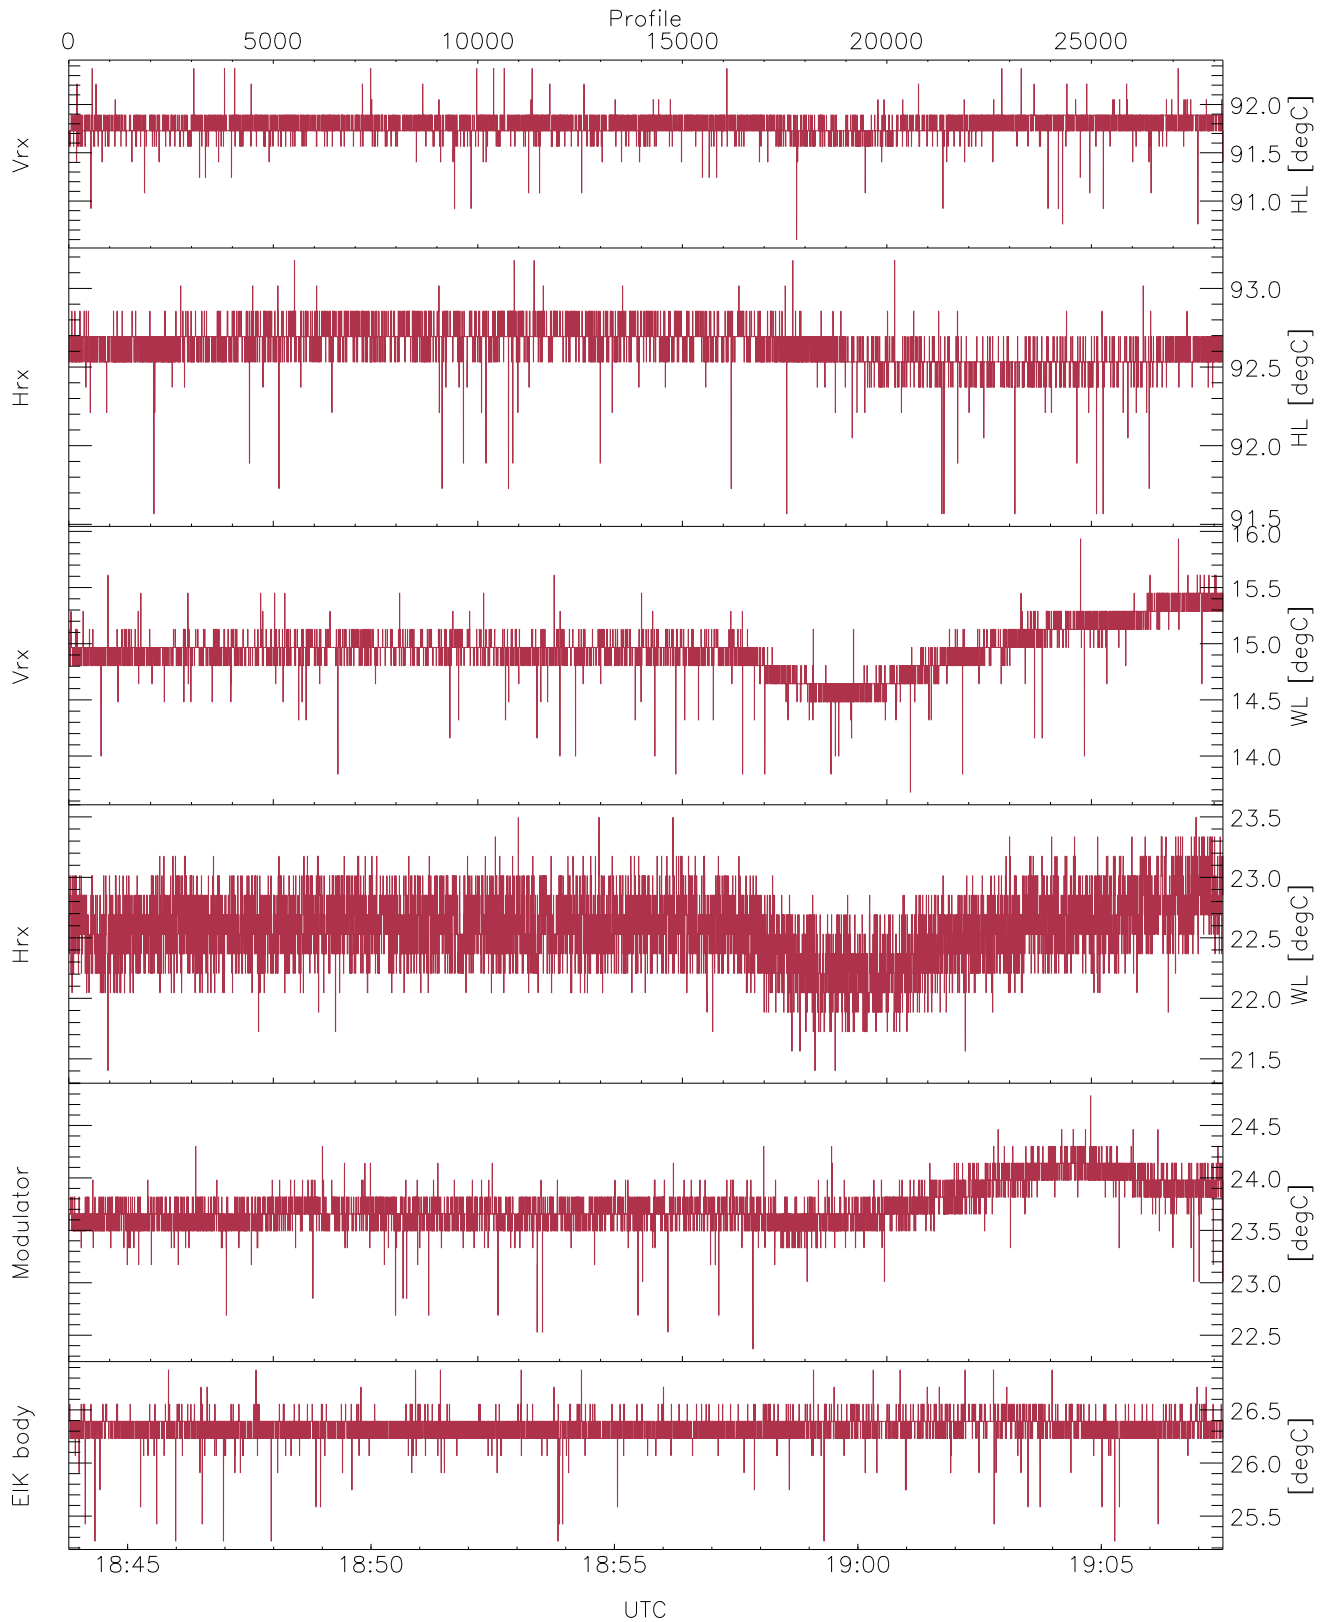 Profile
0 5000 10000 15000 20000 25000
Vrx
92.0
91.5
91.0
HL [degC]
Hrx
93.0
92.5
92.0
91.5
HL [degC]
Vrx
16.0
15.5
15.0
14.5
14.0
WL [degC]
Hrx
23.5
23.0
22.5
22.0
21.5
WL [degC]
Modulator
24.5
24.0
23.5
23.0
22.5
[degC]
EIK body
26.5
26.0
25.5
[degC]
18:45 18:50 18:55 19:00 19:05
UTC